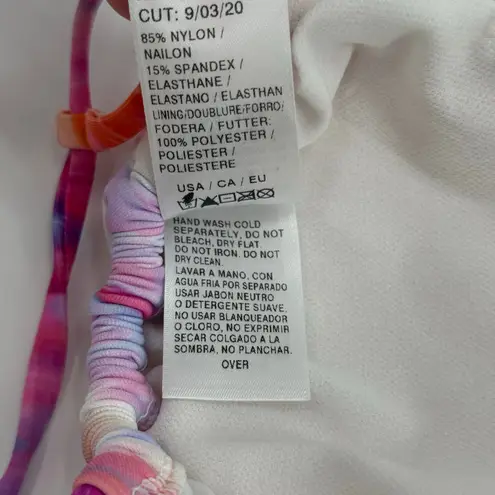 CUT: 9/03/20
85% NYLON /
NAILON
15% SPANDEX /
ELASTHANE /
ELASTANO / ELASTHAN
LINING/DOUBLURE/FORRO/
FODERA / FUTTER:
100% POLYESTER /
POLIESTER /
POLIESTERE
USA / CA / EU
HAND WASH COLD
SEPARATELY, DO NOT
BLEACH, DRY FLAT.
DO NOT IRON. DO NOT
DRY CLEAN.
LAVAR A MANO, CON
AGUA FRIA POR SEPARADO
USAR JABON NEUTRO
O DETERGENTE SUAVE,
NO USAR BLANQUEADOR
O CLORO, NO EXPRIMIR
SECAR COLGADO A LA
SOMBRA, NO PLANCHAR.
OVER